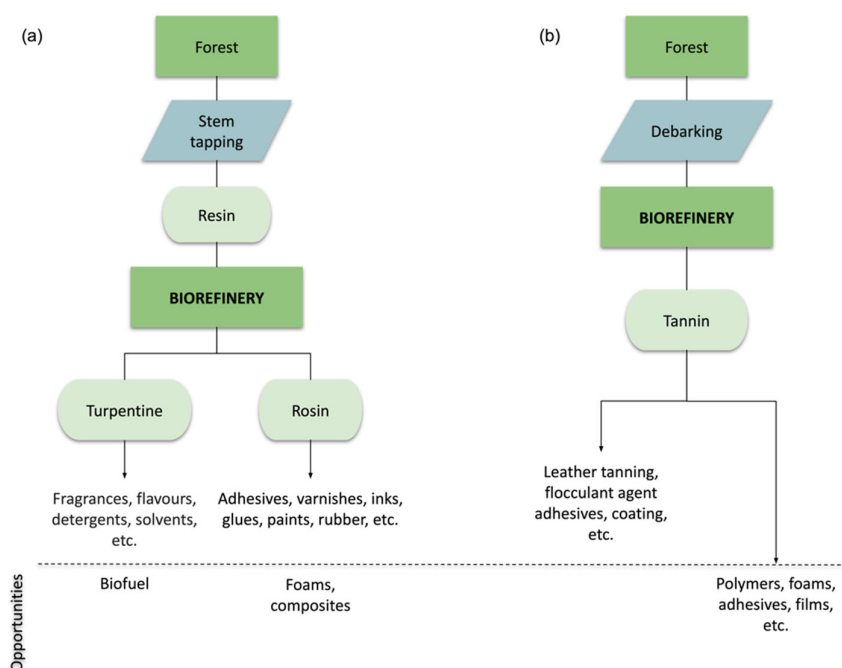 (a)
Forest
Stem
tapping
Resin
BIOREFINERY
Turpentine
Rosin
Fragrances, flavours,
detergents, solvents,
etc.
Adhesives, varnishes, inks,
glues, paints, rubber, etc.
Biofuel
Foams,
composites
(b)
Forest
Debarking
BIOREFINERY
Tannin
Leather tanning,
flocculant agent
adhesives, coating,
etc.
Polymers, foams,
adhesives, films,
etc.
Opportunities